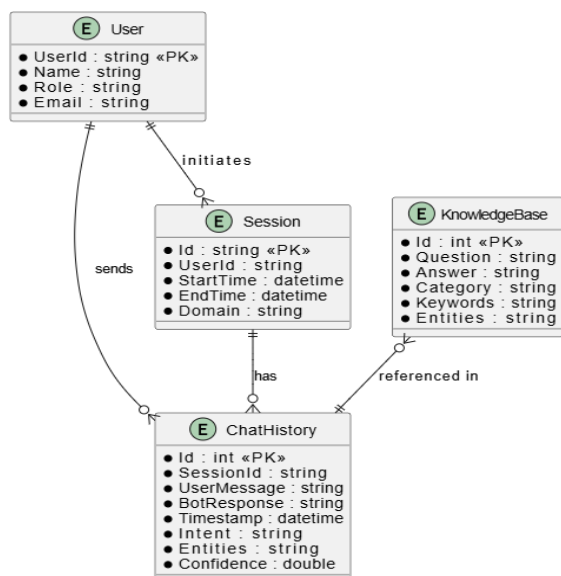 E User
UserId : string «PK»
Name : string
Role : string
Email : string
initiates
sends
E Session
Id : string «PK»
UserId : string
StartTime : datetime
EndTime : datetime
Domain : string
E KnowledgeBase
Id : int «PK»
Question : string
Answer : string
Category : string
Keywords : string
Entities : string
has
referenced in
E ChatHistory
Id : int «PK»
SessionId : string
UserMessage : string
BotResponse : string
Timestamp : datetime
Intent : string
Entities : string
Confidence : double